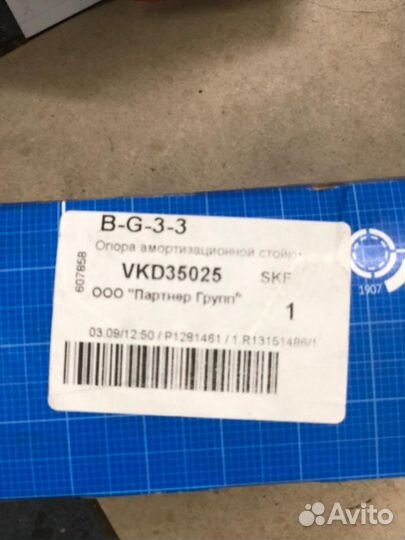 B-G-3-3
Опора амортизационной стойки
607858
VKD35025 SKF
ООО "Партнер Групп"
1
03.09/12:50 / P1281461 / 1 R13151486/1
1907
Avito